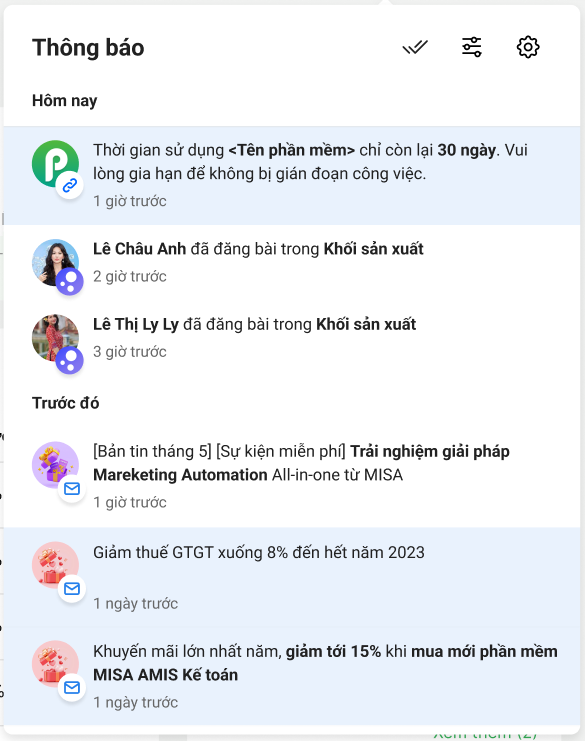 Thông báo
Hôm nay
Thời gian sử dụng <Tên phần mềm> chỉ còn lại 30 ngày. Vui
lòng gia hạn để không bị gián đoạn công việc.
1 giờ trước
Lê Châu Anh đã đăng bài trong Khối sản xuất
2 giờ trước
Lê Thị Ly Ly đã đăng bài trong Khối sản xuất
3 giờ trước
Trước đó
[Bản tin tháng 5] [Sự kiện miễn phí] Trải nghiệm giải pháp
Mareketing Automation All-in-one từ MISA
1 giờ trước
Giảm thuế GTGT xuống 8% đến hết năm 2023
1 ngày trước
Khuyến mãi lớn nhất năm, giảm tới 15% khi mua mới phần mềm
MISA AMIS Kế toán
1 ngày trước
Xem thêm (2)